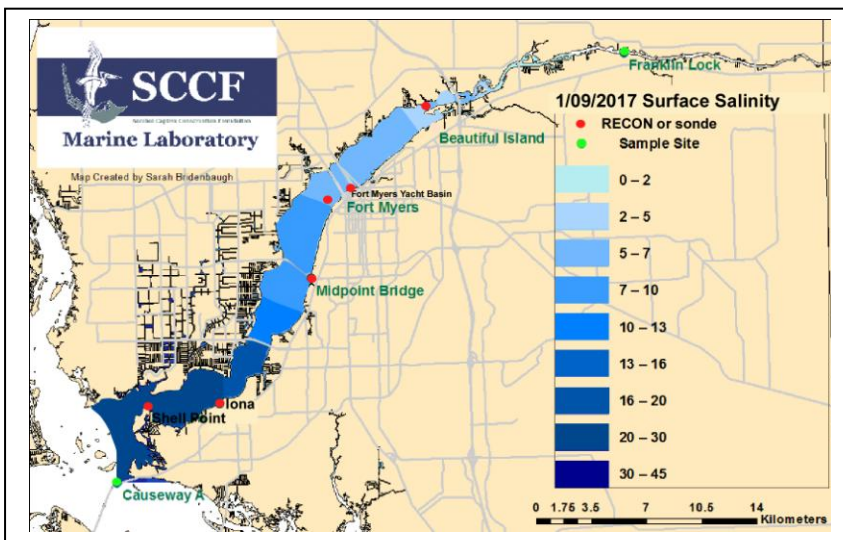 SCCF
Sanibel-Captiva Conservation Foundation
Marine Laboratory
Map Created by Sarah Bridenbaugh
Franklin Lock
1/09/2017 Surface Salinity
RECON or sonde
Sample Site
Beautiful Island
Fort Myers Yacht Basin
Fort Myers
Midpoint Bridge
Iona
Shell Point
Causeway A
0 – 2
2 – 5
5 – 7
7 – 10
10 – 13
13 – 16
16 – 20
20 – 30
30 – 45
0 1.75 3.5 7 10.5 14
Kilometers